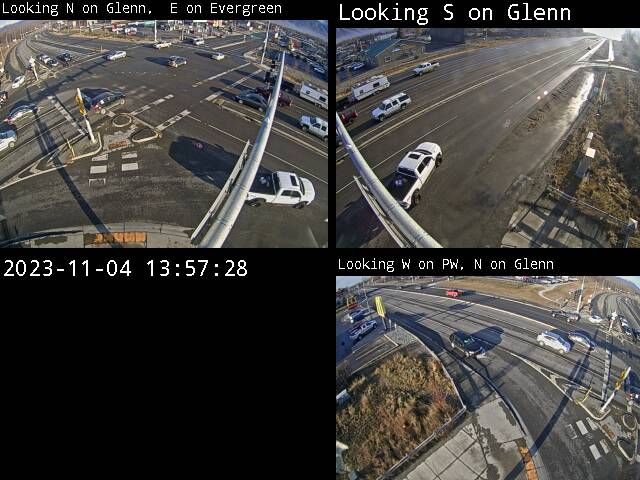 Looking N on Glenn, E on Evergreen
Looking S on Glenn
2023-11-04 13:57:28
Looking W on PW, N on Glenn